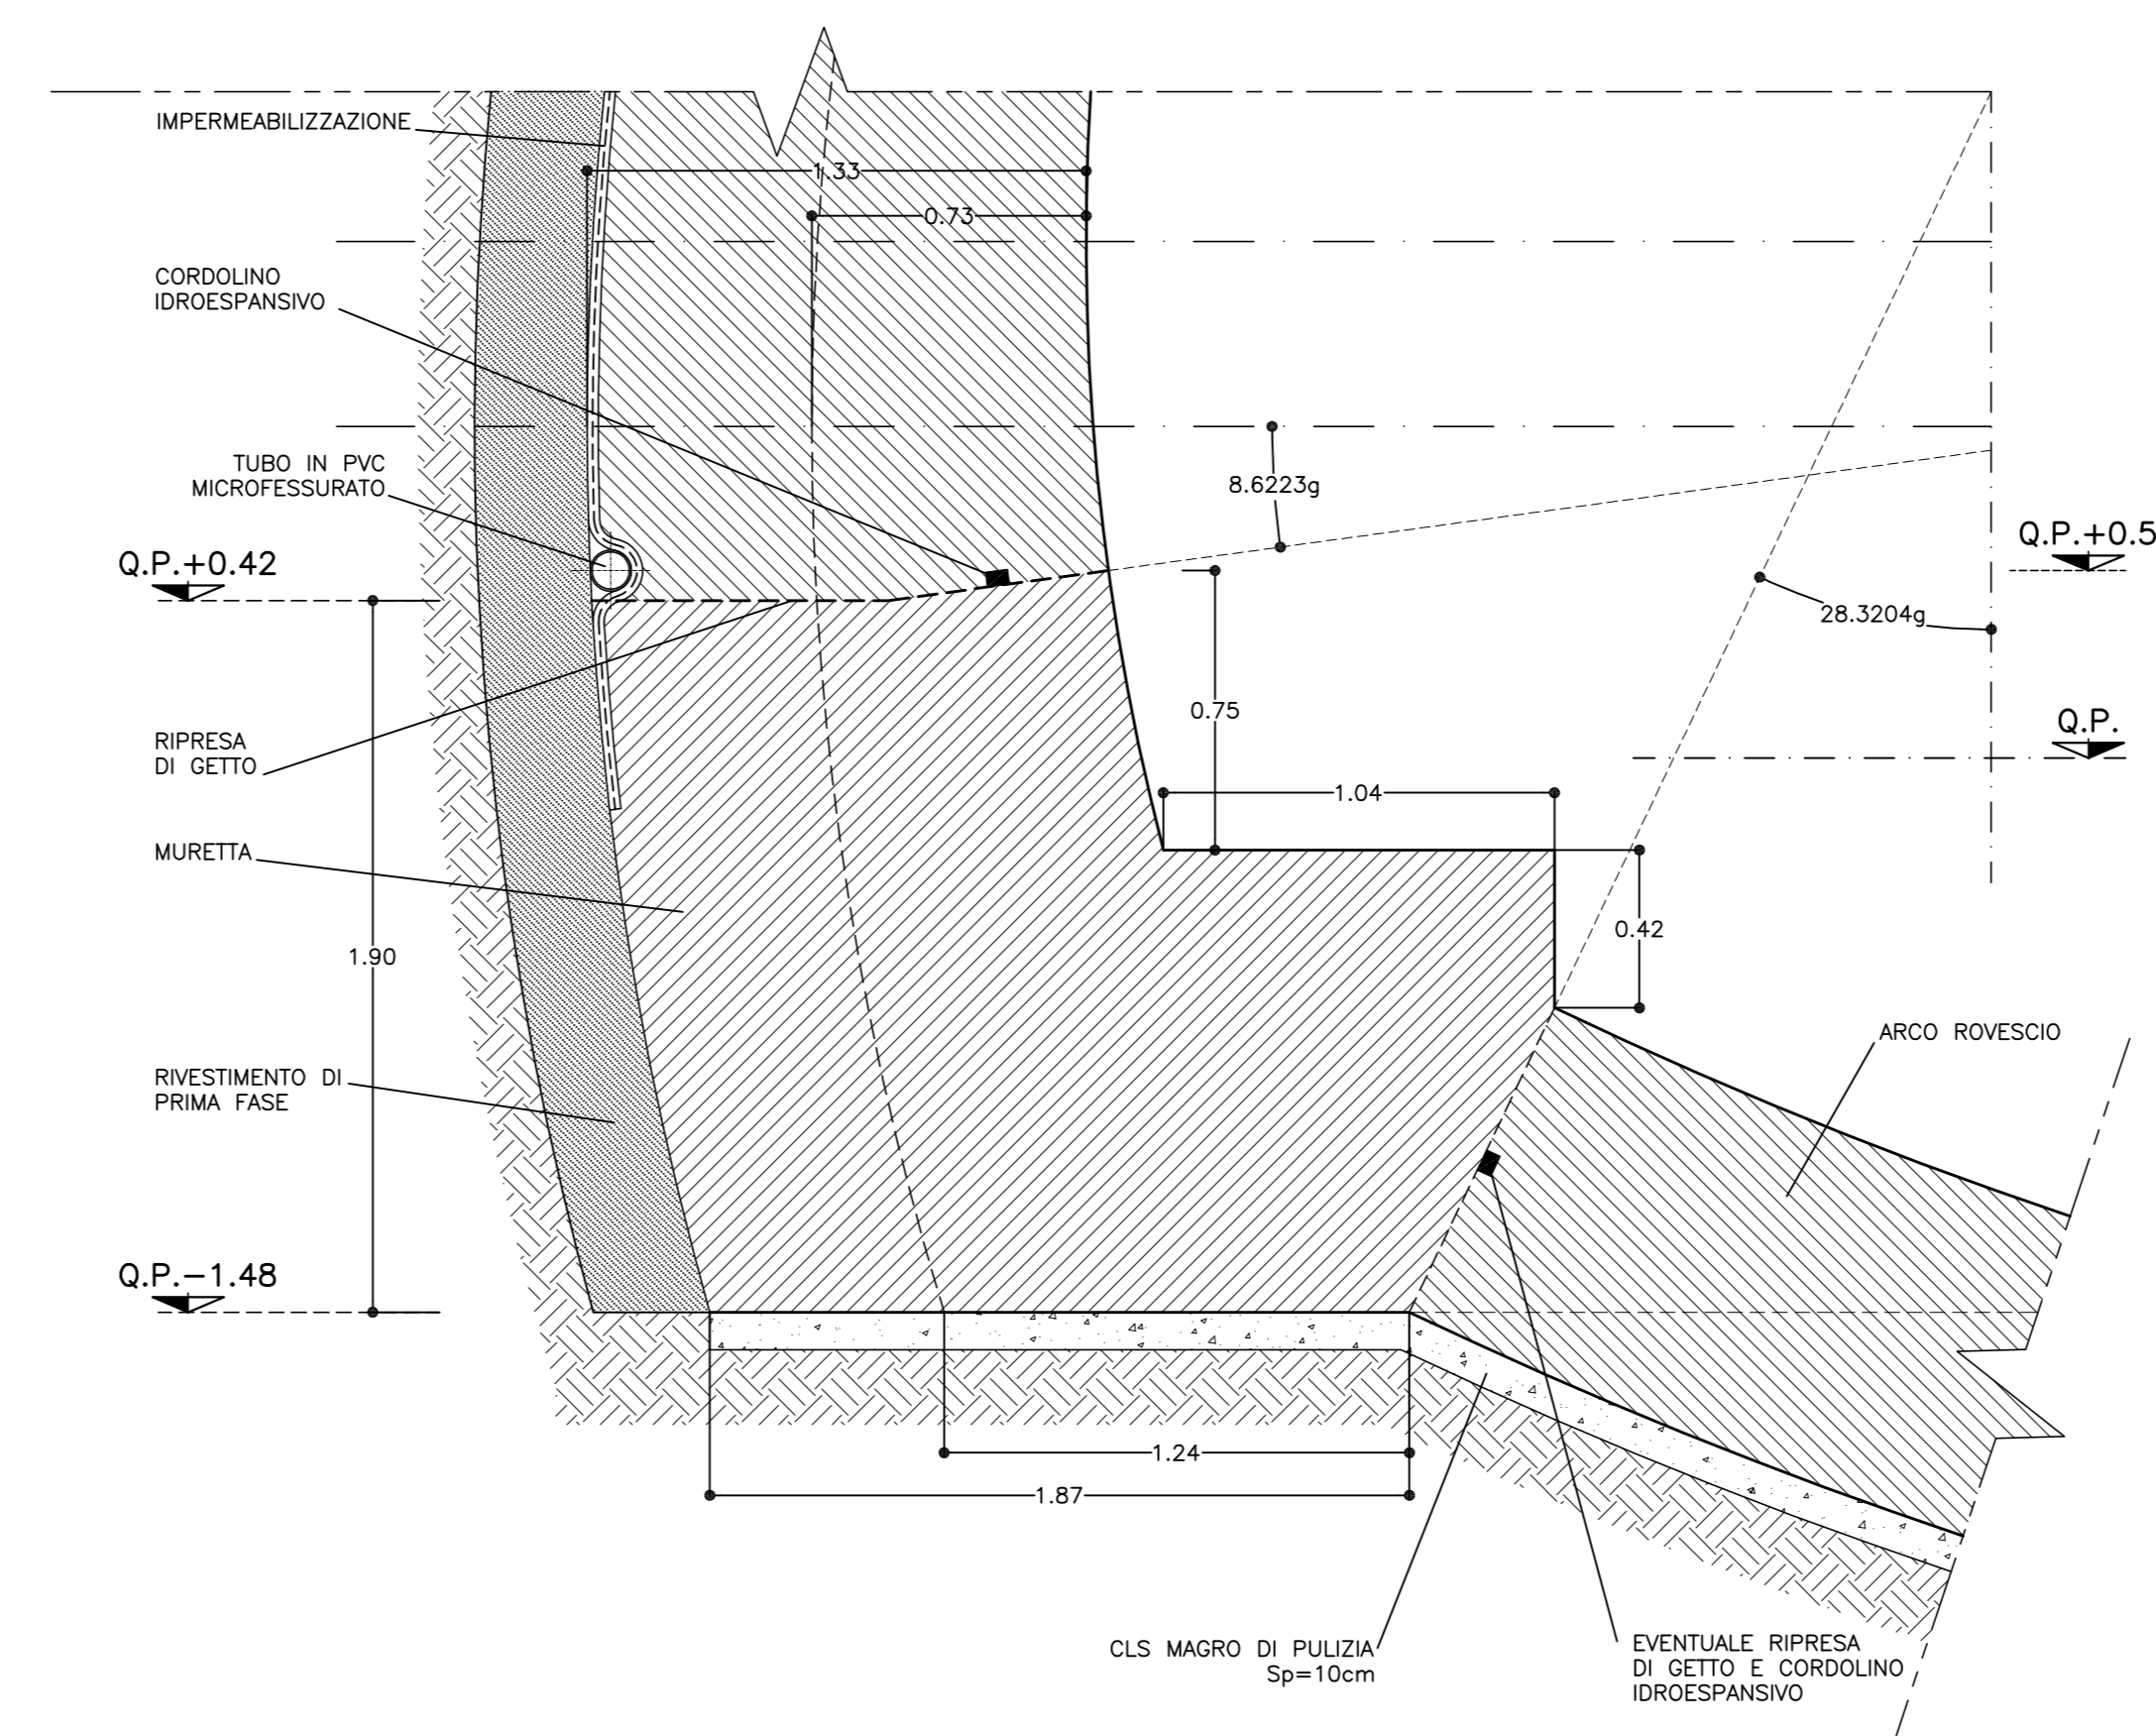 IMPERMEABILIZZAZIONE
1.33
0.73
CORDOLINO
IDROESPANSIVO
TUBO IN PVC
MICROFESSURATO
8.6223g
Q.P.+0.42
Q.P.+0.5
28.3204g
RIPRESA
DI GETTO
0.75
Q.P.
1.04
MURETTA
0.42
1.90
ARCO ROVESCIO
RIVESTIMENTO DI
PRIMA FASE
Q.P.-1.48
1.24
1.87
CLS MAGRO DI PULIZIA
Sp=10cm
EVENTUALE RIPRESA
DI GETTO E CORDOLINO
IDROESPANSIVO